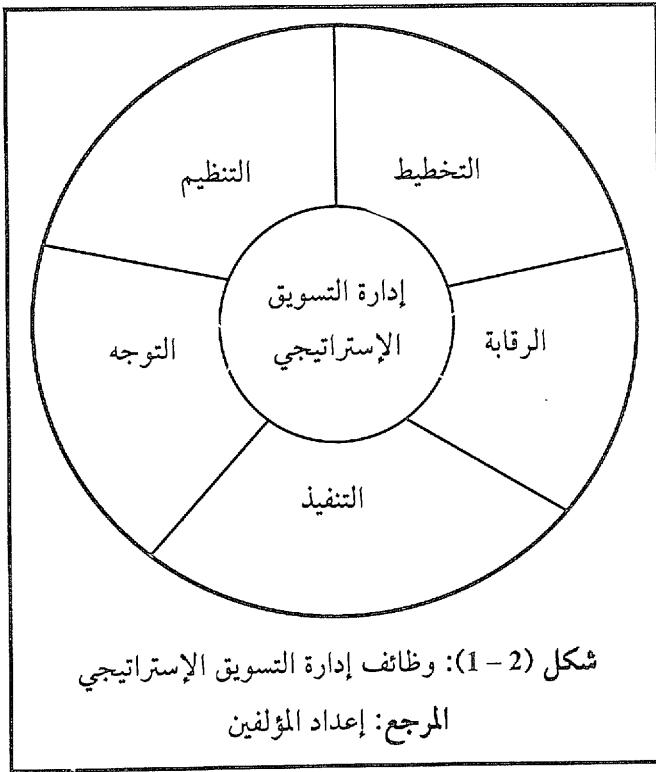 التخطيط
التنظيم
إدارة التسويق
الإستراتيجي
الرقابة
التوجه
التنفيذ
شكل (2 – 1): وظائف إدارة التسويق الإستراتيجي
المرجع: إعداد المؤلفين